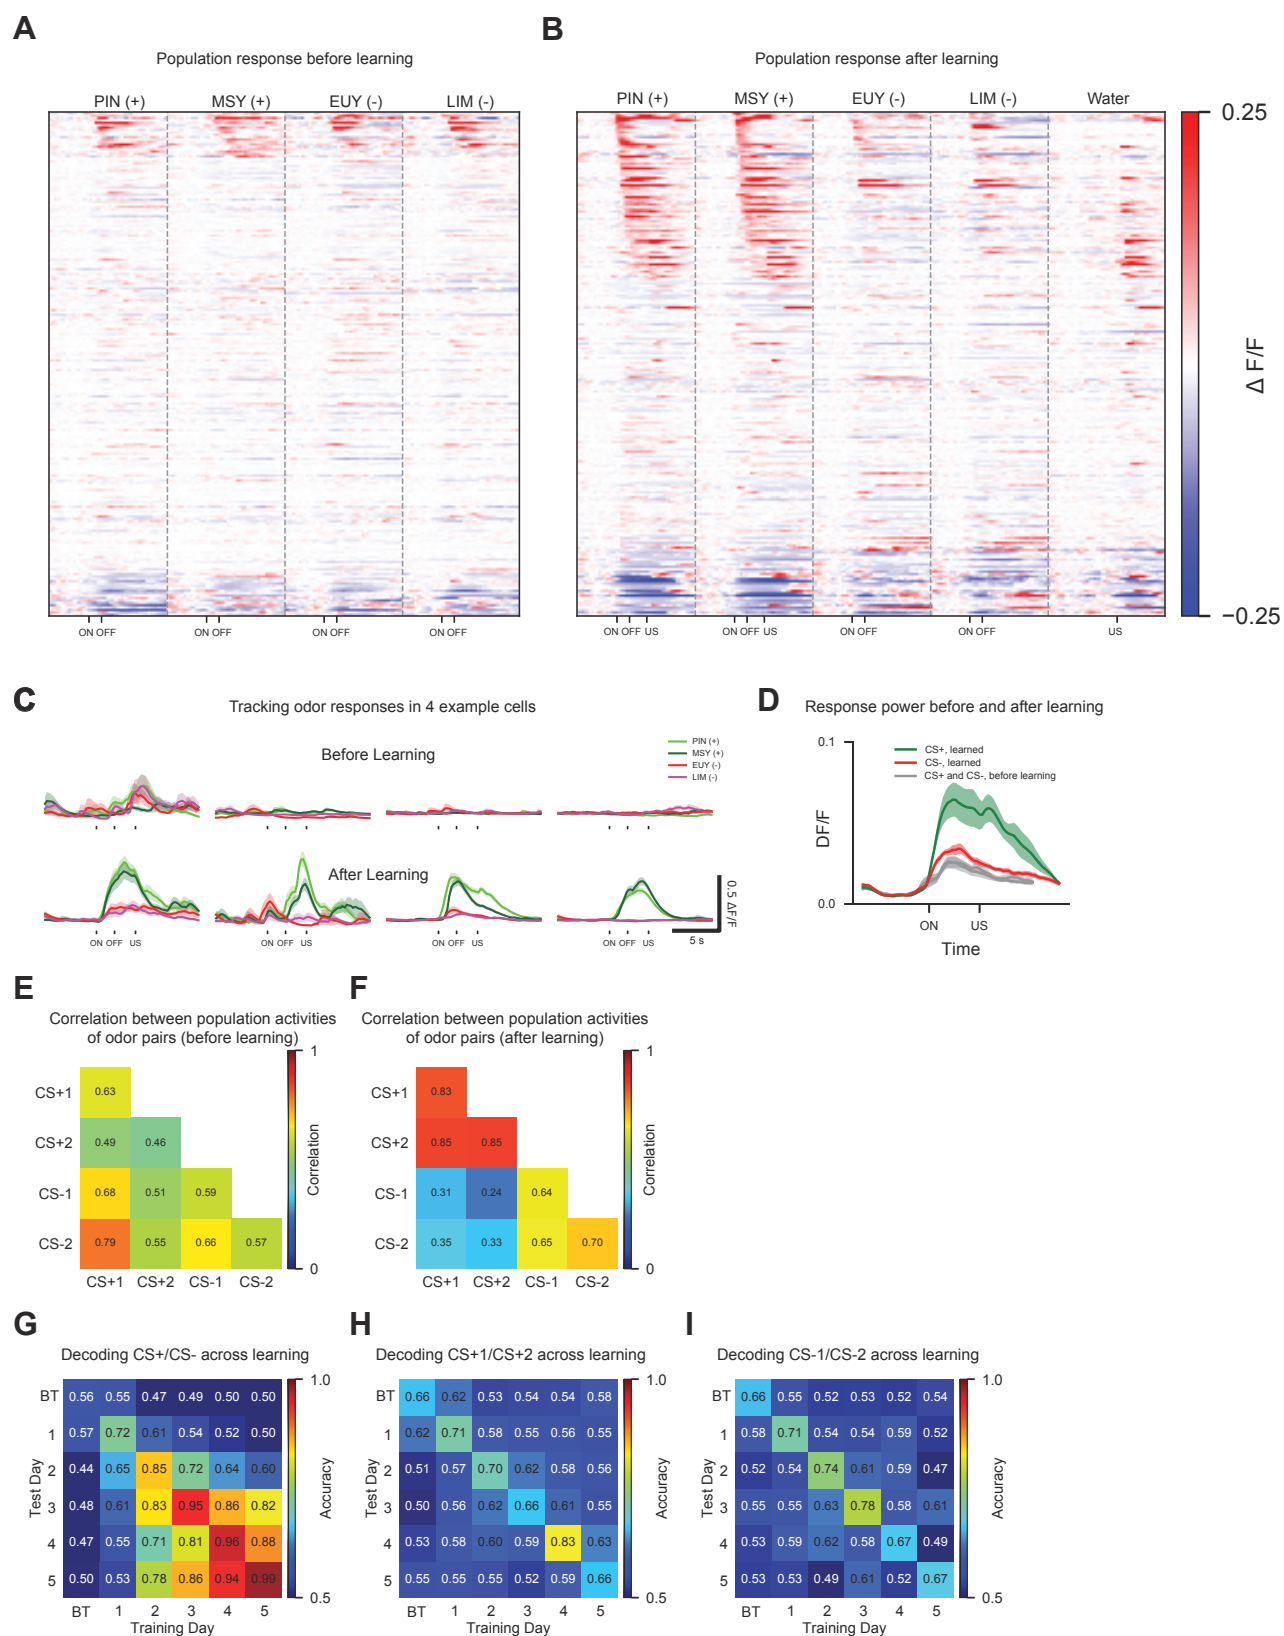 A
Population response before learning
PIN (+) MSY (+) EUY (-) LIM (-)
ON OFF ON OFF ON OFF ON OFF
B
Population response after learning
PIN (+) MSY (+) EUY (-) LIM (-) Water
ON OFF US ON OFF US ON OFF ON OFF US
0.25
Δ F/F
−0.25
C
Tracking odor responses in 4 example cells
Before Learning
PIN (+)
MSY (+)
EUY (-)
LIM (-)
After Learning
ON OFF US ON OFF US ON OFF US ON OFF US
0.5 ΔF/F
5 s
D
Response power before and after learning
0.1
CS+, learned
CS-, learned
CS+ and CS-, before learning
DF/F
0.0
ON US
Time
E
Correlation between population activities
of odor pairs (before learning)
1
CS+1 0.63
CS+2 0.49 0.46
CS-1 0.68 0.51 0.59
CS-2 0.79 0.55 0.66 0.57
0
CS+1 CS+2 CS-1 CS-2
Correlation
F
Correlation between population activities
of odor pairs (after learning)
1
CS+1 0.83
CS+2 0.85 0.85
CS-1 0.31 0.24 0.64
CS-2 0.35 0.33 0.65 0.70
0
CS+1 CS+2 CS-1 CS-2
Correlation
G
Decoding CS+/CS- across learning
1.0
BT 0.56 0.55 0.47 0.49 0.50 0.50
1 0.57 0.72 0.61 0.54 0.52 0.50
2 0.44 0.65 0.85 0.72 0.64 0.60
3 0.48 0.61 0.83 0.95 0.86 0.82
4 0.47 0.55 0.71 0.81 0.96 0.88
5 0.50 0.53 0.78 0.86 0.94 0.99
0.5
BT 1 2 3 4 5
Test Day
Training Day
Accuracy
H
Decoding CS+1/CS+2 across learning
1.0
BT 0.66 0.62 0.53 0.54 0.54 0.58
1 0.62 0.71 0.58 0.55 0.56 0.55
2 0.51 0.57 0.70 0.62 0.58 0.56
3 0.50 0.56 0.62 0.66 0.61 0.55
4 0.53 0.58 0.60 0.59 0.83 0.63
5 0.55 0.55 0.55 0.52 0.59 0.66
0.5
BT 1 2 3 4 5
Test Day
Training Day
Accuracy
I
Decoding CS-1/CS-2 across learning
1.0
BT 0.66 0.55 0.52 0.53 0.52 0.54
1 0.58 0.71 0.54 0.54 0.59 0.52
2 0.52 0.54 0.74 0.61 0.59 0.47
3 0.55 0.55 0.63 0.78 0.58 0.61
4 0.53 0.59 0.62 0.58 0.67 0.49
5 0.53 0.53 0.49 0.61 0.52 0.67
0.5
BT 1 2 3 4 5
Test Day
Training Day
Accuracy